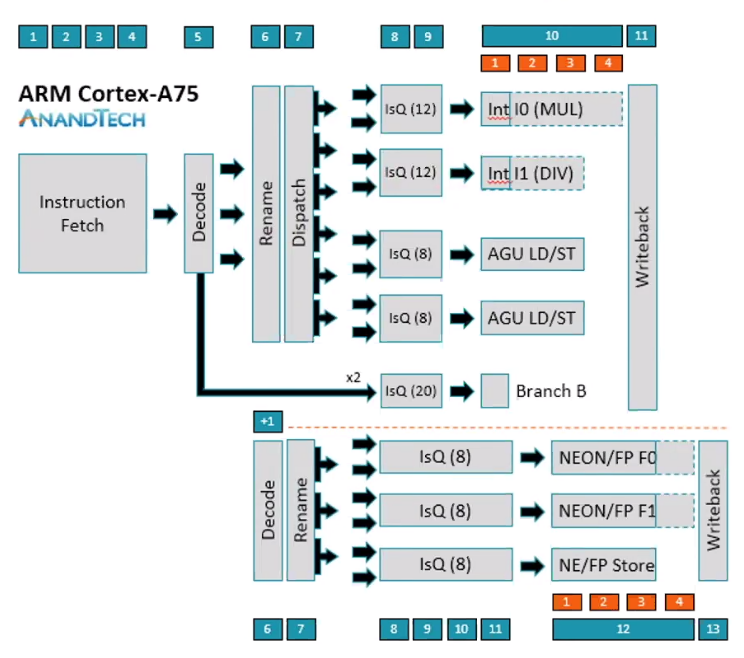 1 2 3 4 5 6 7 8 9 10 11
1 2 3 4
ARM Cortex-A75
ANANDTECH
Instruction
Fetch
Decode
Rename
Dispatch
IsQ (12)
Int I0 (MUL)
IsQ (12)
Int I1 (DIV)
IsQ (8)
AGU LD/ST
IsQ (8)
AGU LD/ST
Writeback
x2
IsQ (20)
Branch B
+1
Decode
Rename
IsQ (8)
NEON/FP F0
IsQ (8)
NEON/FP F1
IsQ (8)
NE/FP Store
Writeback
1 2 3 4
6 7 8 9 10 11 12 13